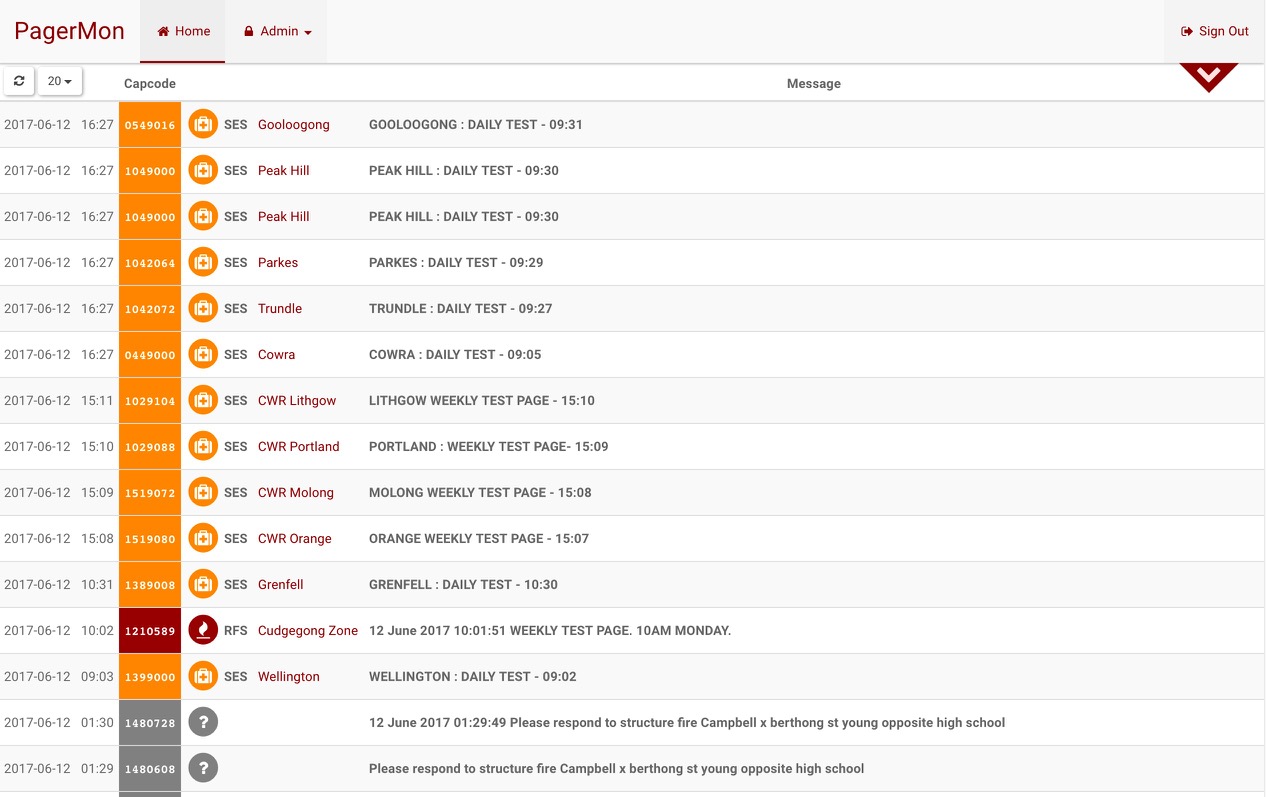 PagerMon Home Admin Sign Out
20 Capcode Message
2017-06-12 16:27 0549016 SES Gooloogong GOOLOOGONG : DAILY TEST - 09:31
2017-06-12 16:27 1049000 SES Peak Hill PEAK HILL : DAILY TEST - 09:30
2017-06-12 16:27 1049000 SES Peak Hill PEAK HILL : DAILY TEST - 09:30
2017-06-12 16:27 1042064 SES Parkes PARKES : DAILY TEST - 09:29
2017-06-12 16:27 1042072 SES Trundle TRUNDLE : DAILY TEST - 09:27
2017-06-12 16:27 0449000 SES Cowra COWRA : DAILY TEST - 09:05
2017-06-12 15:11 1029104 SES CWR Lithgow LITHGOW WEEKLY TEST PAGE - 15:10
2017-06-12 15:10 1029088 SES CWR Portland PORTLAND : WEEKLY TEST PAGE- 15:09
2017-06-12 15:09 1519072 SES CWR Molong MOLONG WEEKLY TEST PAGE - 15:08
2017-06-12 15:08 1519080 SES CWR Orange ORANGE WEEKLY TEST PAGE - 15:07
2017-06-12 10:31 1389008 SES Grenfell GRENFELL : DAILY TEST - 10:30
2017-06-12 10:02 1210589 RFS Cudgegong Zone 12 June 2017 10:01:51 WEEKLY TEST PAGE. 10AM MONDAY.
2017-06-12 09:03 1399000 SES Wellington WELLINGTON : DAILY TEST - 09:02
2017-06-12 01:30 1480728 ? 12 June 2017 01:29:49 Please respond to structure fire Campbell x berthong st young opposite high school
2017-06-12 01:29 1480608 ? Please respond to structure fire Campbell x berthong st young opposite high school